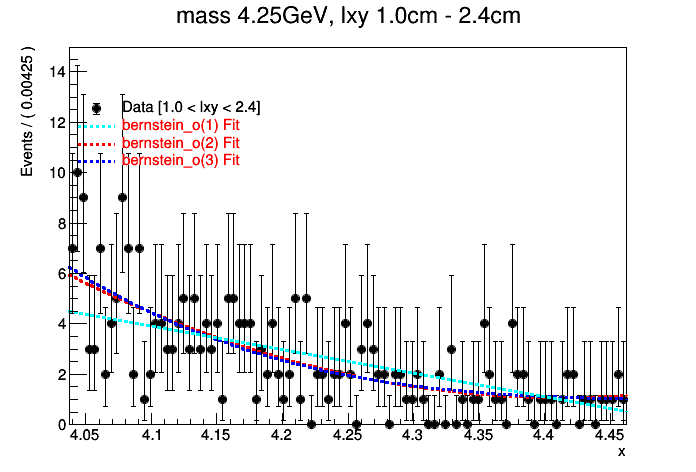 mass 4.25GeV, lxy 1.0cm - 2.4cm
Events / ( 0.00425 )
14
12
10
8
6
4
2
0
Data [1.0 < lxy < 2.4]
bernstein_o(1) Fit
bernstein_o(2) Fit
bernstein_o(3) Fit
4.05 4.1 4.15 4.2 4.25 4.3 4.35 4.4 4.45
x